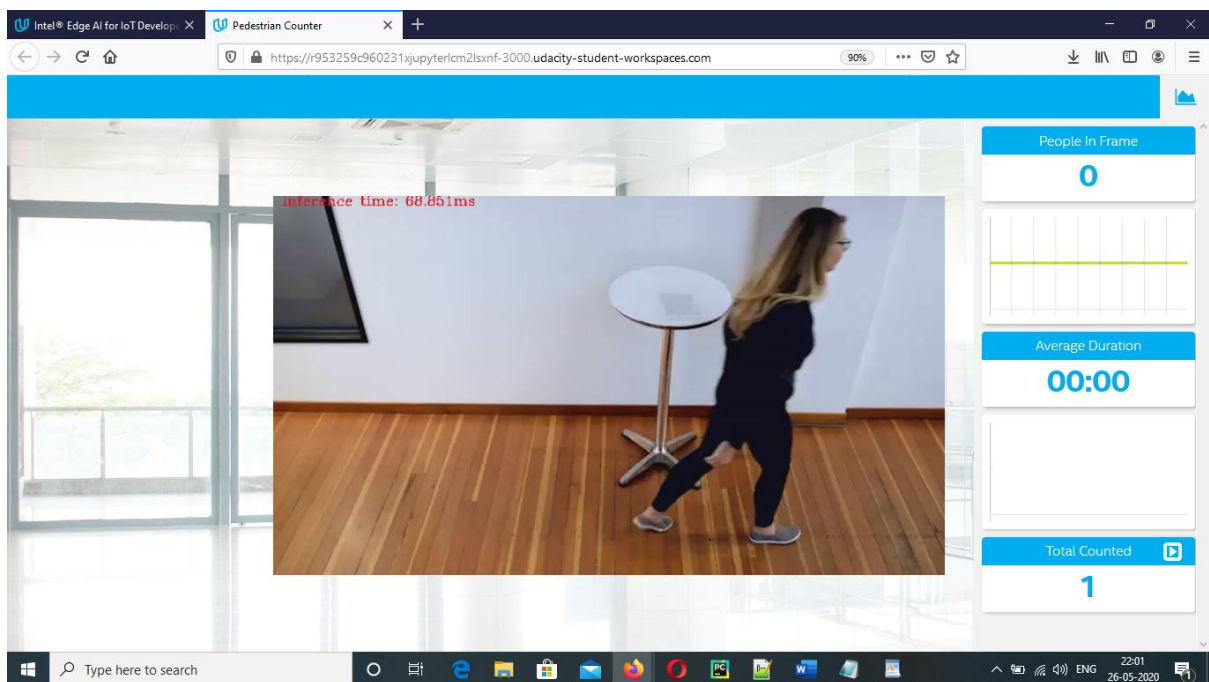 Intel® Edge AI for IoT Develop
Pedestrian Counter
https://r953259c960231xjupyterlcm2lsxnf-3000.udacity-student-workspaces.com
90%
People In Frame
0
Inference time: 68.851ms
Average Duration
00:00
Total Counted
1
Type here to search
ENG
22:01
26-05-2020